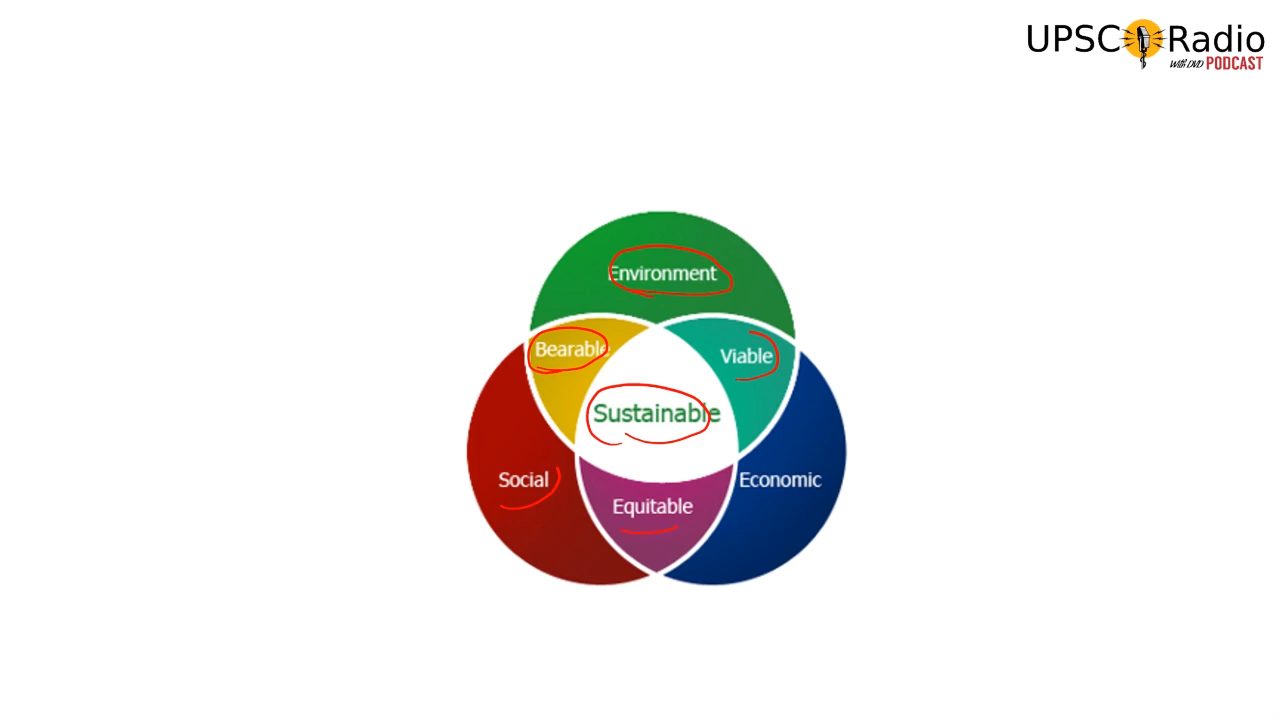 UPSC Radio
with DVD PODCAST
Environment
Bearable
Viable
Sustainable
Social
Economic
Equitable